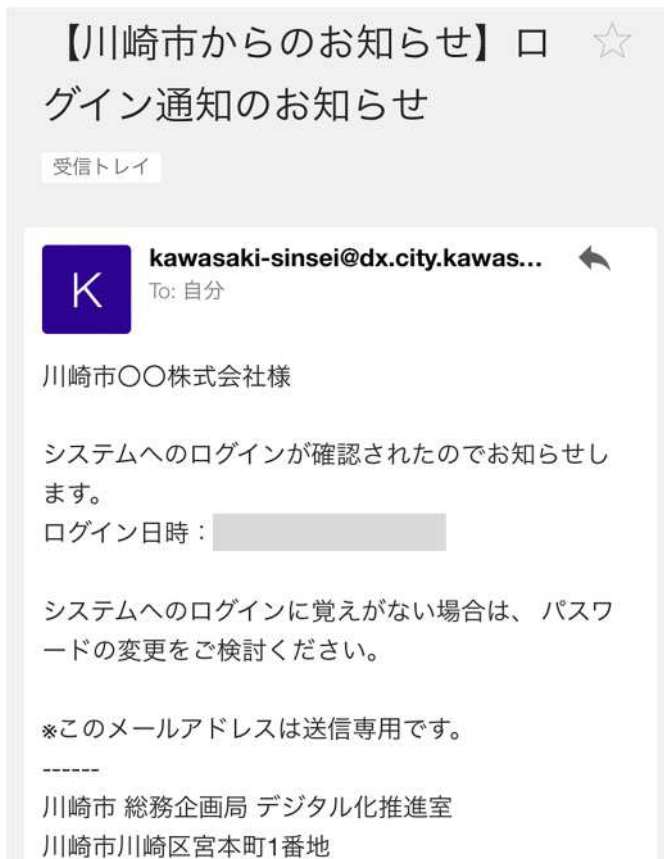 【川崎市からのお知らせ】ロ
グイン通知のお知らせ
受信トレイ
K
kawasaki-sinsei@dx.city.kawas...
To: 自分
川崎市〇〇株式会社様
システムへのログインが確認されたのでお知らせし
ます。
ログイン日時：
システムへのログインに覚えがない場合は、 パスワ
ードの変更をご検討ください。
※このメールアドレスは送信専用です。
------
川崎市 総務企画局 デジタル化推進室
川崎市川崎区宮本町1番地